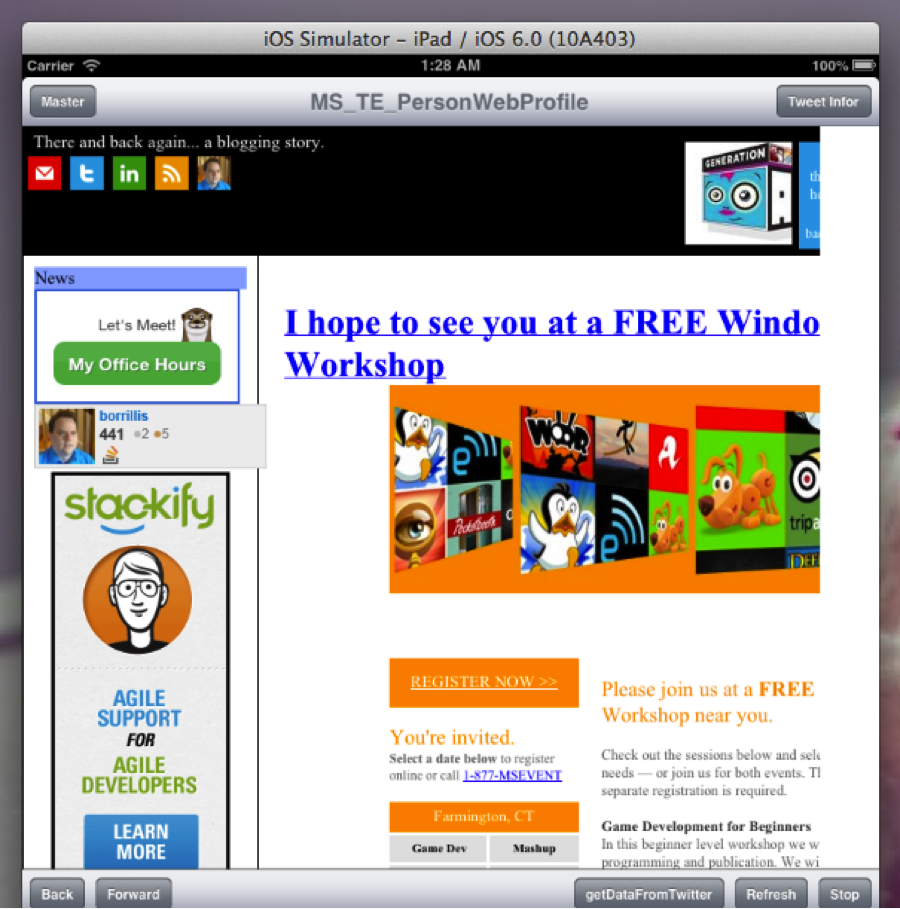 iOS Simulator – iPad / iOS 6.0 (10A403)
Carrier 1:28 AM 100%
Master MS_TE_PersonWebProfile Tweet Infor
There and back again... a blogging story.
in
GENERATION
News
Let's Meet!
My Office Hours
borrillis
441 2 5
stackify
AGILE
SUPPORT
FOR
AGILE
DEVELOPERS
LEARN
MORE
I hope to see you at a FREE Windo
Workshop
REGISTER NOW >>
You're invited.
Select a date below to register
online or call 1-877-MSEVENT
Farmington, CT
Game Dev Mashup
Please join us at a FREE
Workshop near you.
Check out the sessions below and sele
needs — or join us for both events. Tl
separate registration is required.
Game Development for Beginners
In this beginner level workshop we w
programming and publication. We wi
Back Forward getDataFromTwitter Refresh Stop